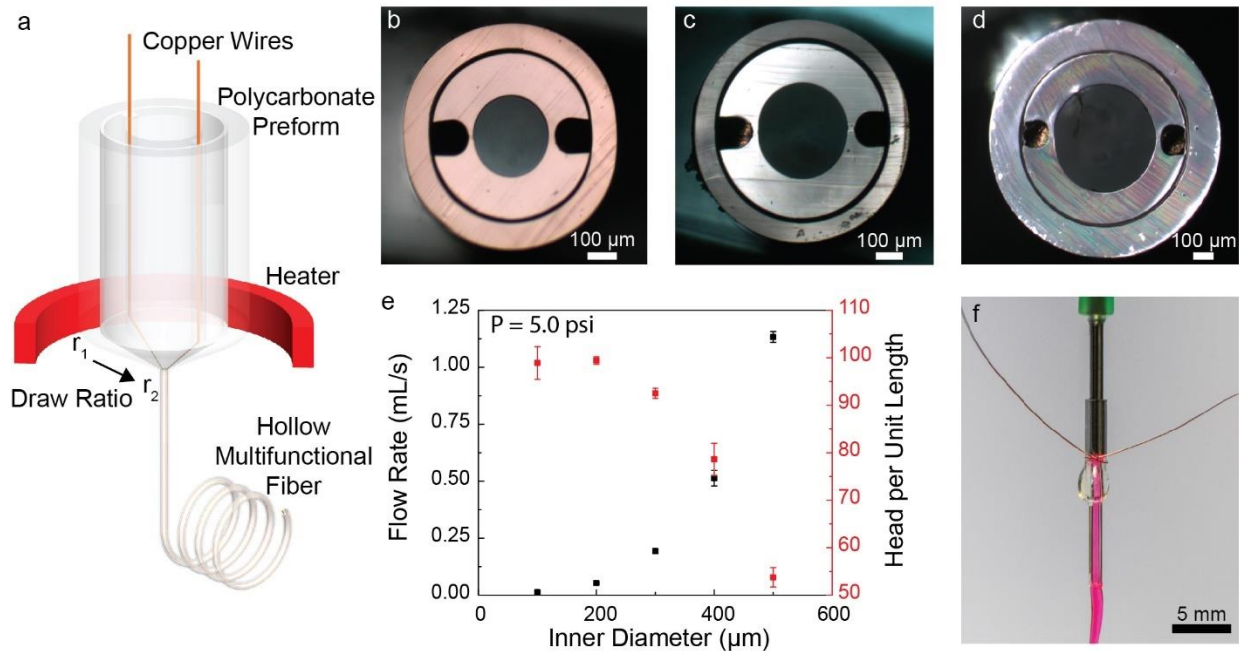 a
Copper Wires
Polycarbonate
Preform
Heater
r1
r2
Draw Ratio
Hollow
Multifunctional
Fiber
b
100 µm
c
100 µm
d
100 µm
e
P = 5.0 psi
Flow Rate (mL/s)
1.25
1.00
0.75
0.50
0.25
0.00
0
200
400
600
Inner Diameter (µm)
110
100
90
80
70
60
50
Head per Unit Length
f
5 mm